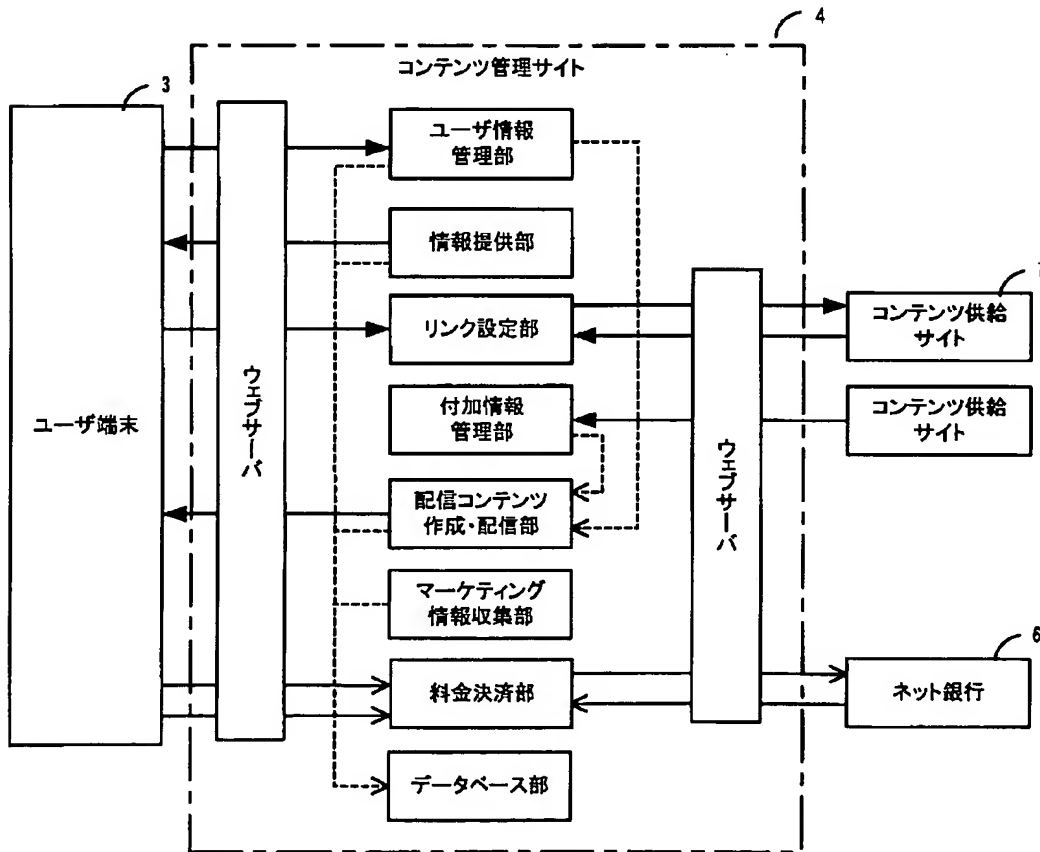 4
コンテンツ管理サイト
3
ユーザ端末
ウェブサーバ
ユーザ情報
管理部
情報提供部
リンク設定部
付加情報
管理部
配信コンテンツ
作成・配信部
マーケティング
情報収集部
料金決済部
データベース部
ウェブサーバ
コンテンツ供給
サイト
コンテンツ供給
サイト
6
ネット銀行